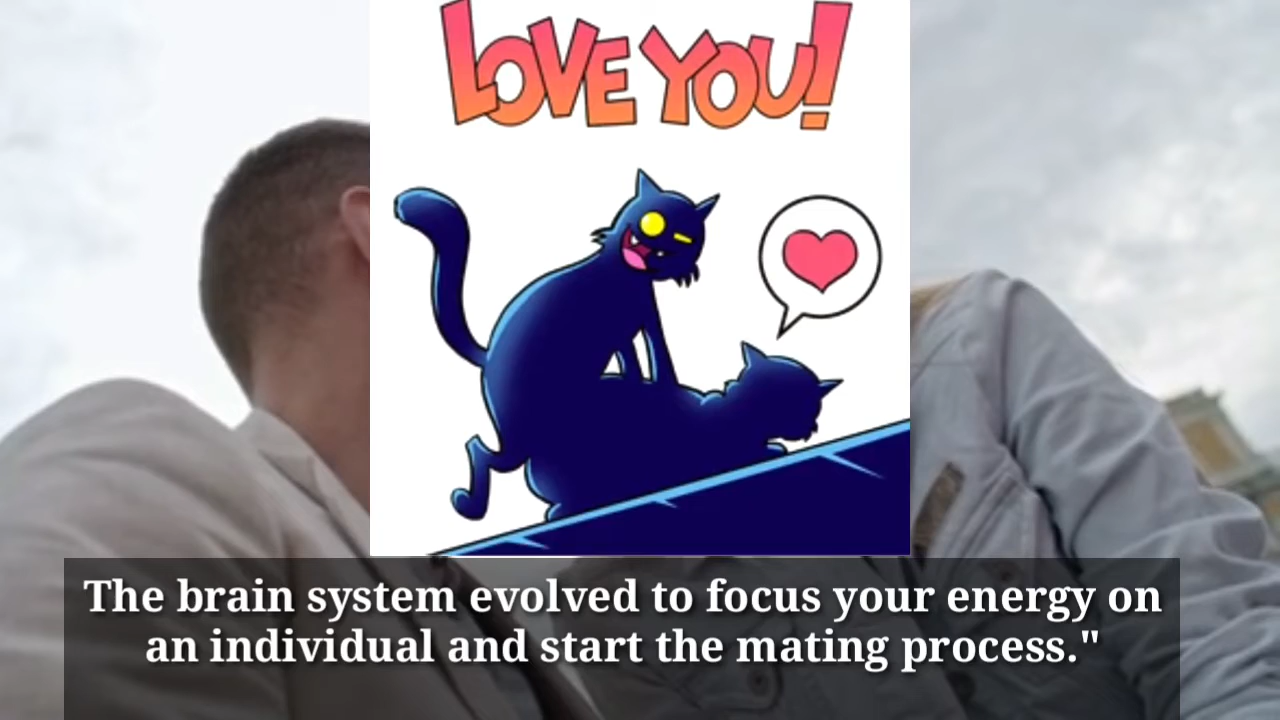 LOVE YOU!
The brain system evolved to focus your energy on
an individual and start the mating process."